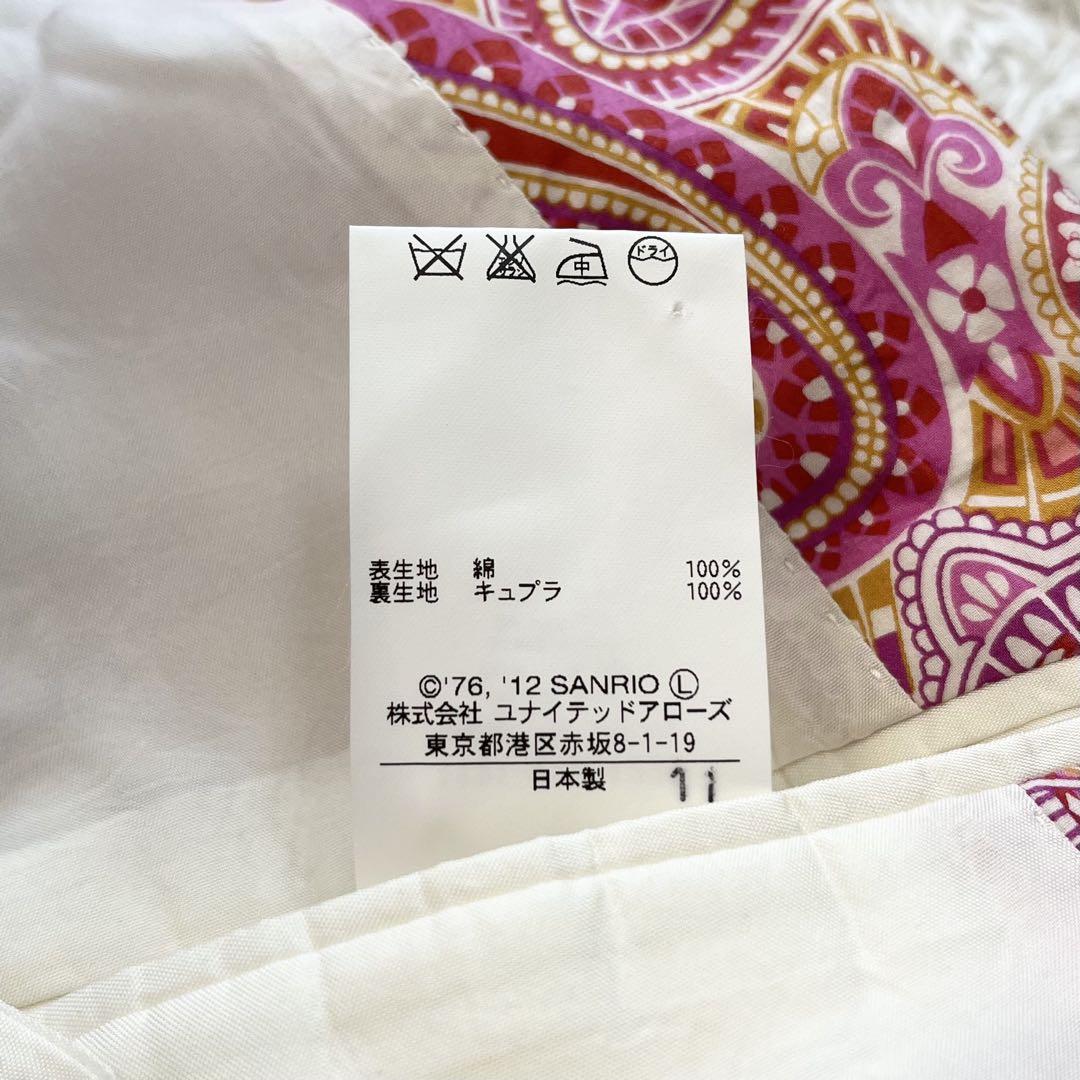 中 ドライ
表生地 綿 100%
裏生地 キュプラ 100%
©'76, '12 SANRIO Ⓛ
株式会社 ユナイテッドアローズ
東京都港区赤坂8-1-19
日本製 11